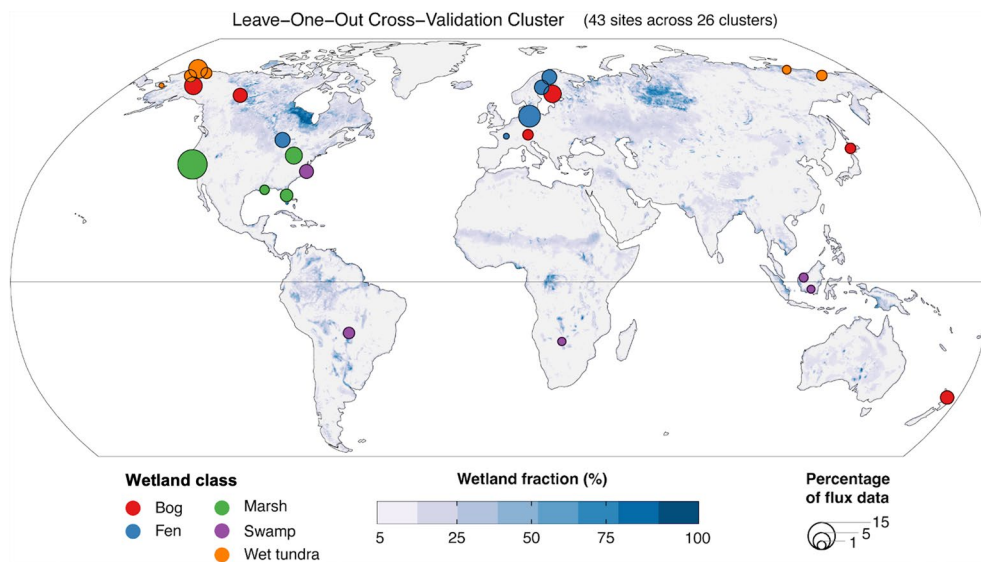 Leave−One−Out Cross−Validation Cluster (43 sites across 26 clusters)
Wetland class
Bog
Fen
Marsh
Swamp
Wet tundra
Wetland fraction (%)
5 25 50 75 100
Percentage
of flux data
15
5
1